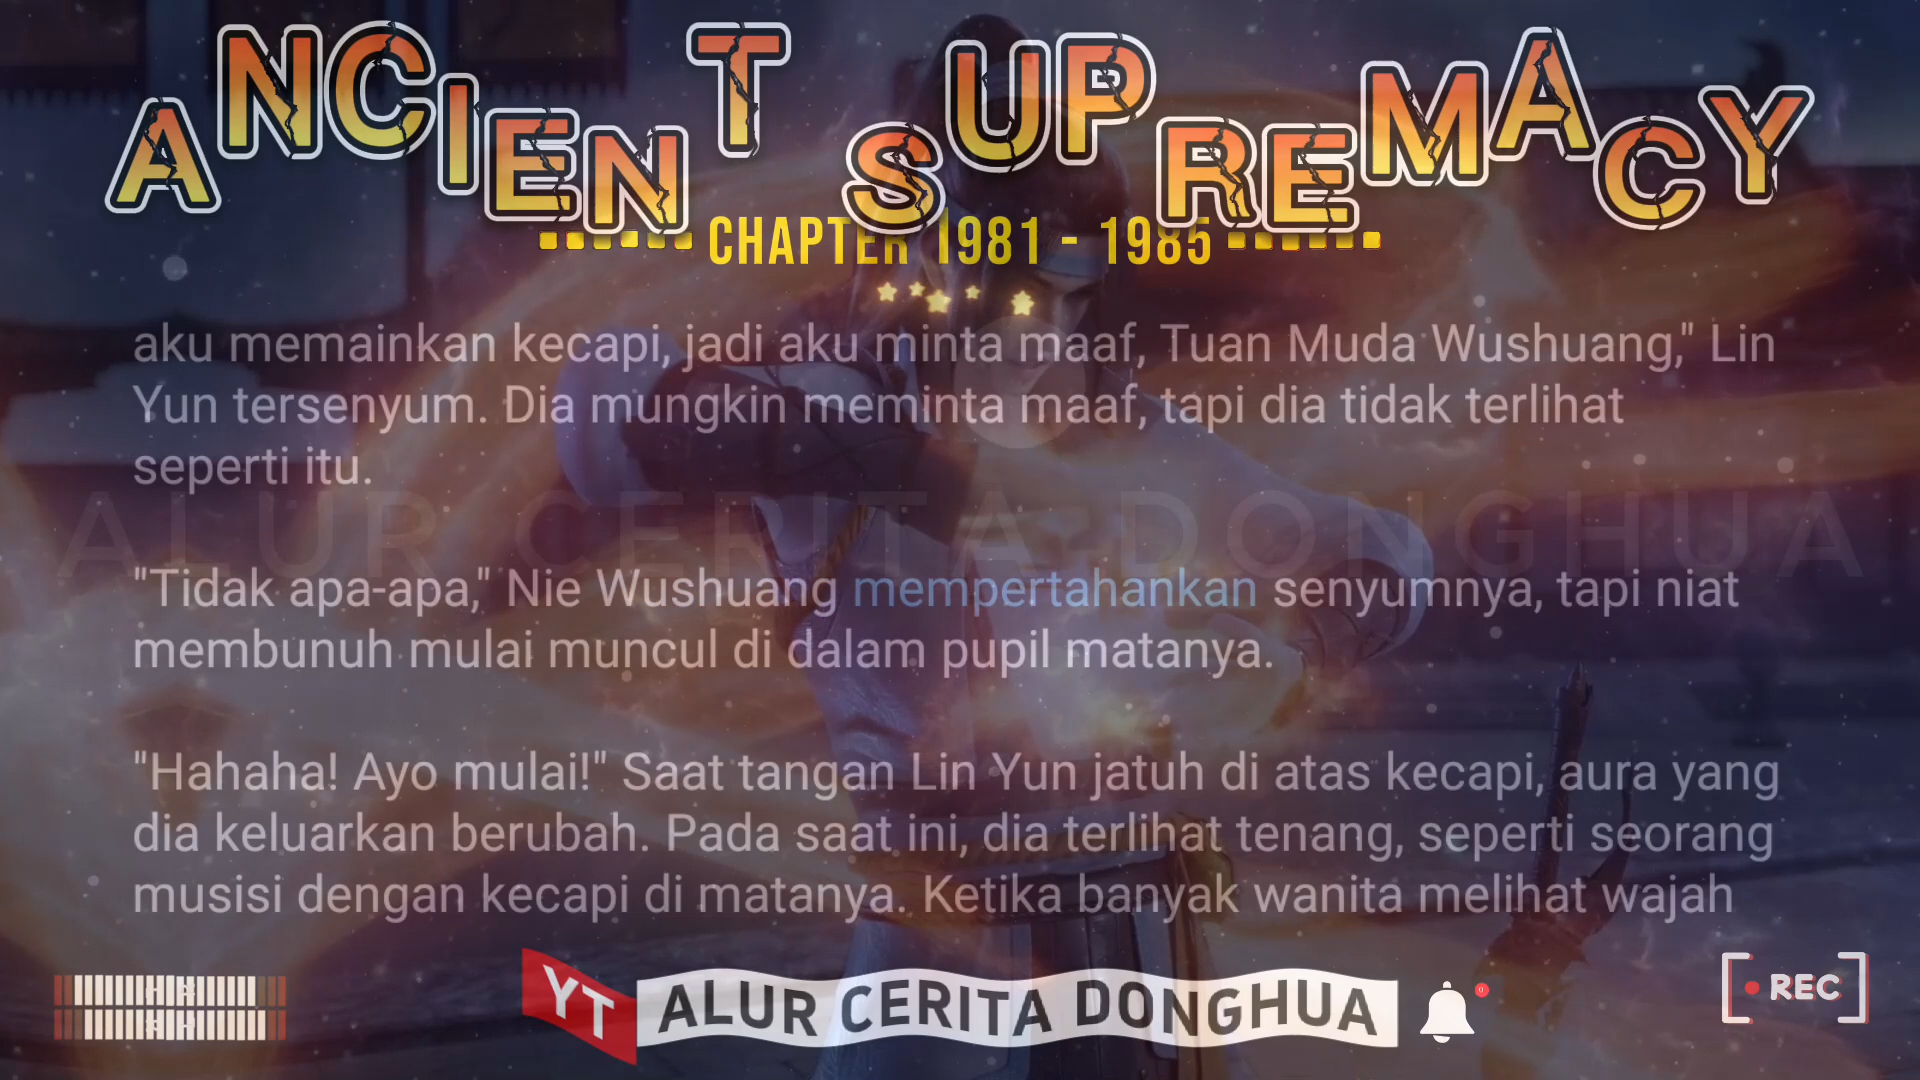 ANCIENT SUPREMACY
CHAPTER 1981 - 1985
aku memainkan kecapi, jadi aku minta maaf, Tuan Muda Wushuang," Lin
Yun tersenyum. Dia mungkin meminta maaf, tapi dia tidak terlihat
seperti itu.
ALUR CERITA DONGHUA
"Tidak apa-apa," Nie Wushuang mempertahankan senyumnya, tapi niat
membunuh mulai muncul di dalam pupil matanya.
"Hahaha! Ayo mulai!" Saat tangan Lin Yun jatuh di atas kecapi, aura yang
dia keluarkan berubah. Pada saat ini, dia terlihat tenang, seperti seorang
musisi dengan kecapi di matanya. Ketika banyak wanita melihat wajah
YT ALUR CERITA DONGHUA
REC